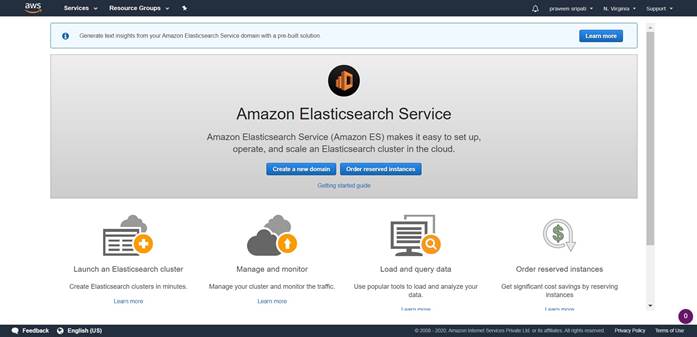 aws
Services
Resource Groups
praveen sripati
N. Virginia
Support
Generate text insights from your Amazon Elasticsearch Service domain with a pre-built solution
Learn more
Amazon Elasticsearch Service
Amazon Elasticsearch Service (Amazon ES) makes it easy to set up,
operate, and scale an Elasticsearch cluster in the cloud.
Create a new domain
Order reserved instances
Getting started guide
Launch an Elasticsearch cluster
Create Elasticsearch clusters in minutes.
Learn more
Manage and monitor
Manage your cluster and monitor the traffic.
Learn more
Load and query data
Use popular tools to load and analyze your
data.
Learn more
Order reserved instances
Get significant cost savings by reserving
instances
Learn more
0
Feedback
English (US)
© 2008 - 2020, Amazon Internet Services Private Ltd. or its affiliates. All rights reserved.
Privacy Policy
Terms of Use